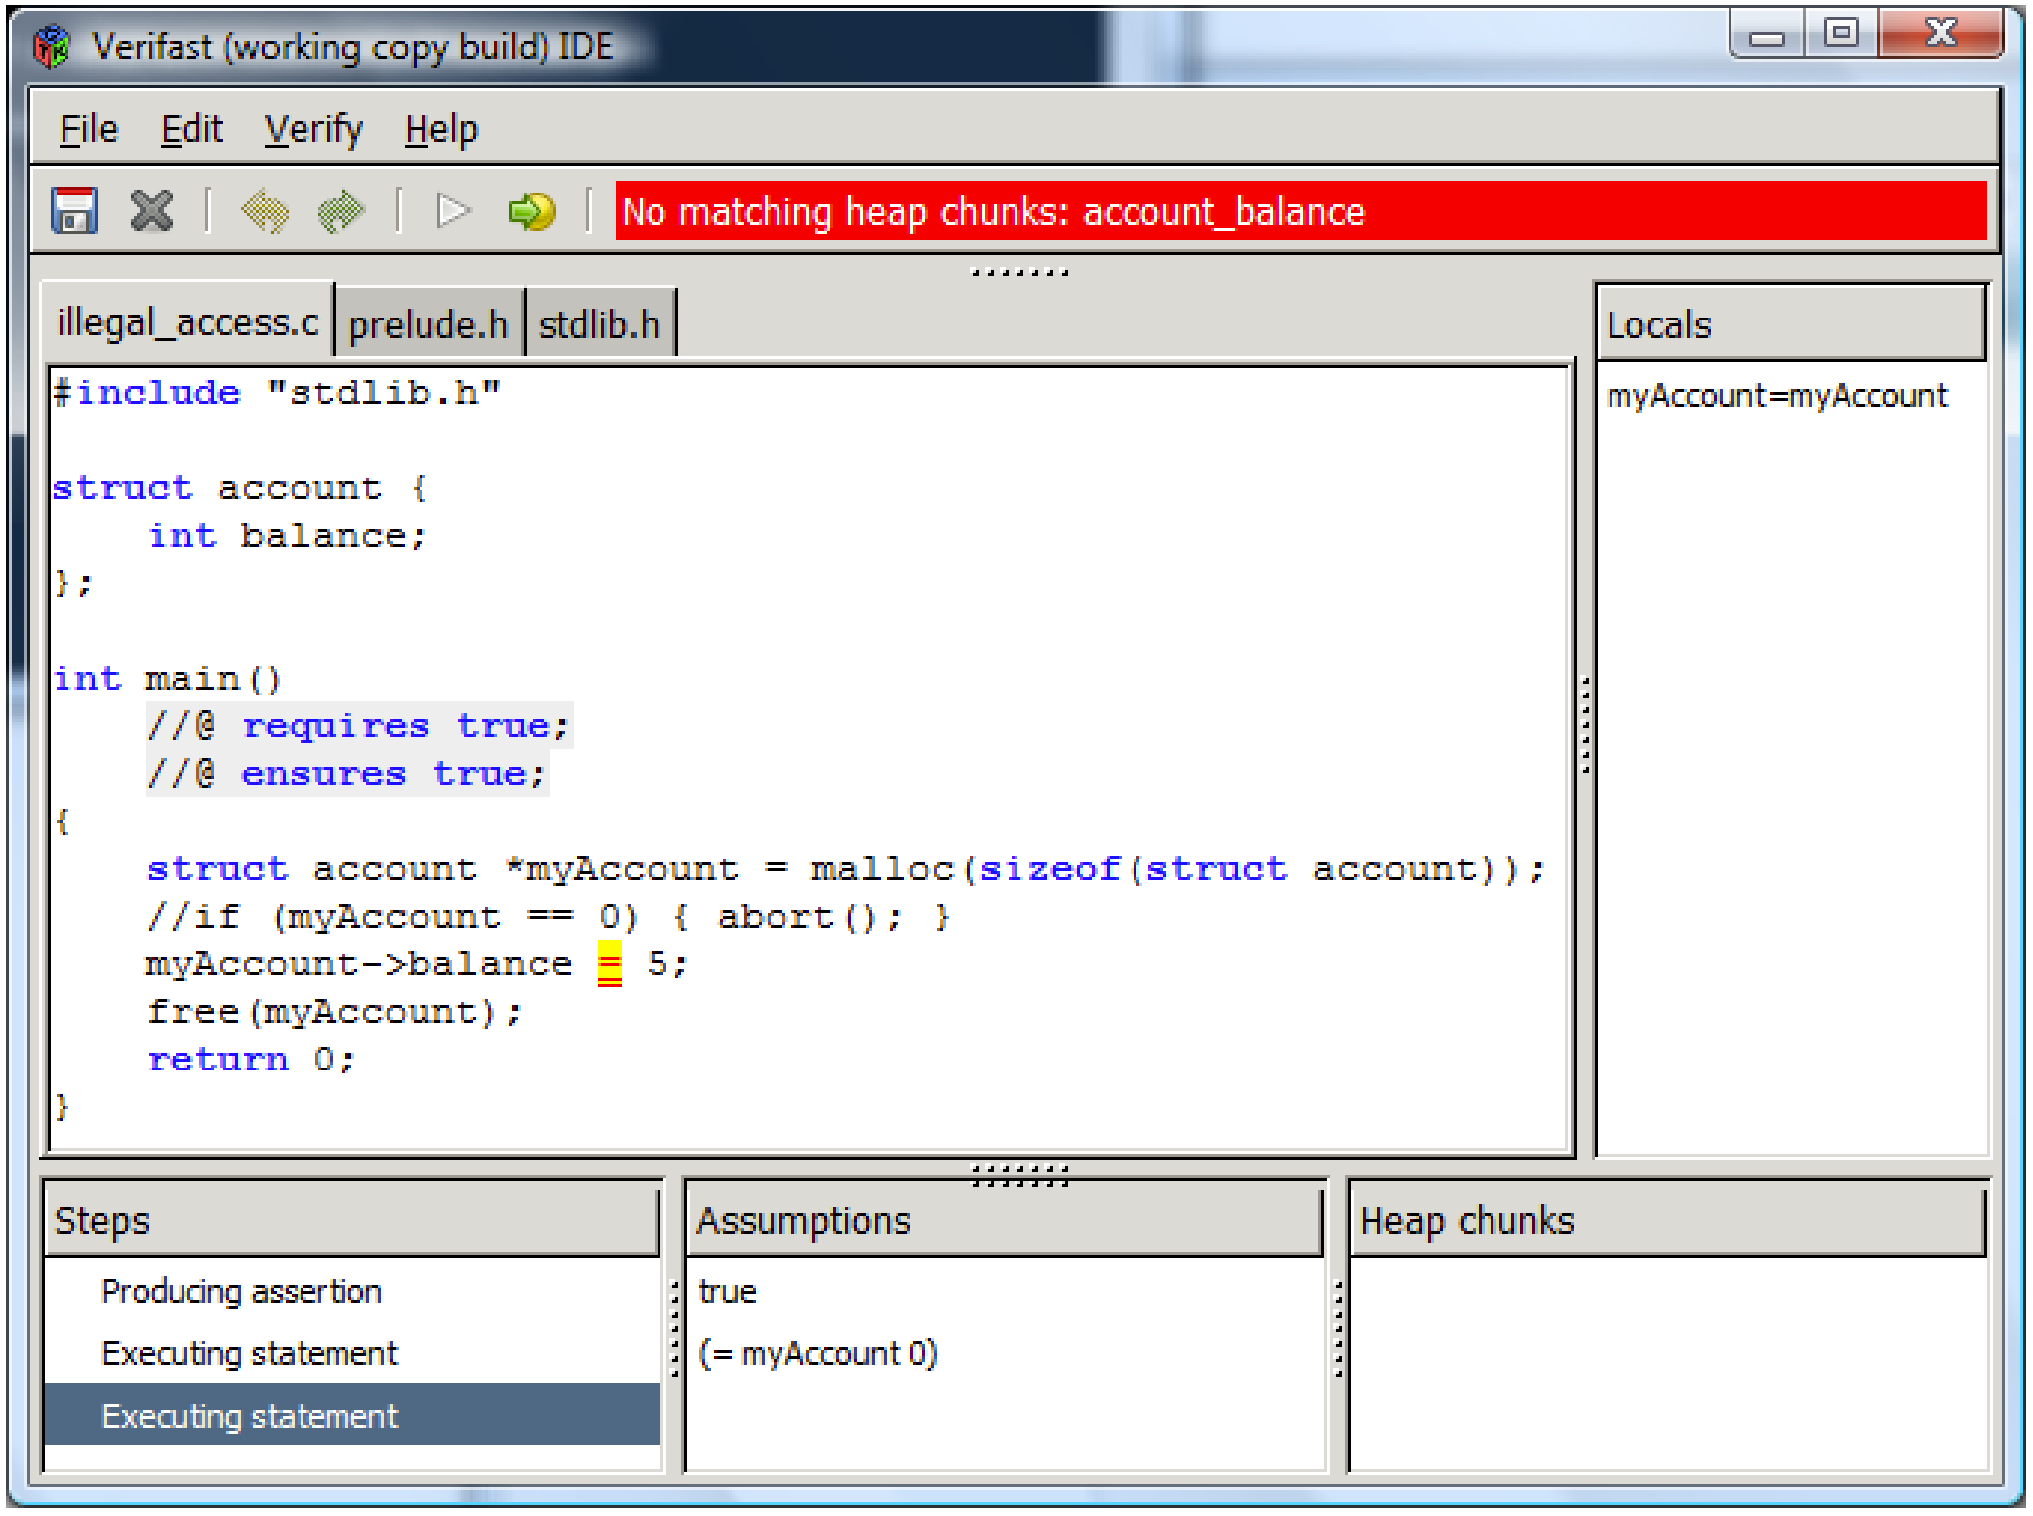 Verifast (working copy build) IDE
File Edit Verify Help
No matching heap chunks: account_balance
illegal_access.c prelude.h stdlib.h
#include "stdlib.h"
struct account {
    int balance;
};
int main()
    //@ requires true;
    //@ ensures true;
{
    struct account *myAccount = malloc(sizeof(struct account));
    //if (myAccount == 0) { abort(); }
    myAccount->balance = 5;
    free(myAccount);
    return 0;
}
Locals
myAccount=myAccount
Steps
Producing assertion
Executing statement
Executing statement
Assumptions
true
(= myAccount 0)
Heap chunks